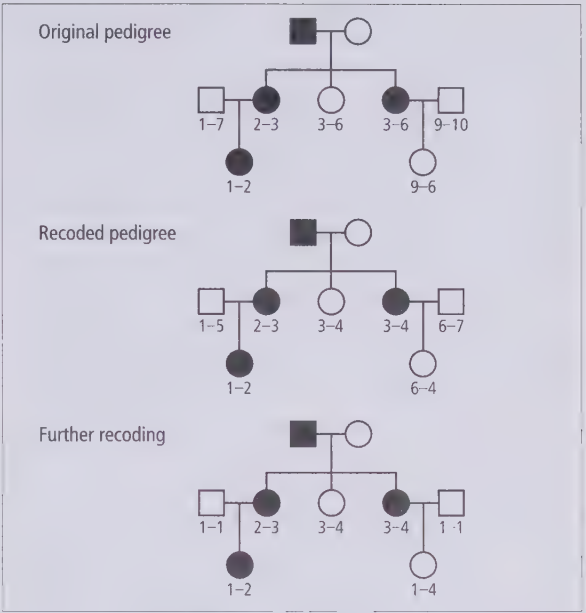 Original pedigree
1–7 2–3 3–6 3–6 9–10
1–2 9–6
Recoded pedigree
1–5 2–3 3–4 3–4 6–7
1–2 6–4
Further recoding
1–1 2–3 3–4 3–4 1–1
1–2 1–4